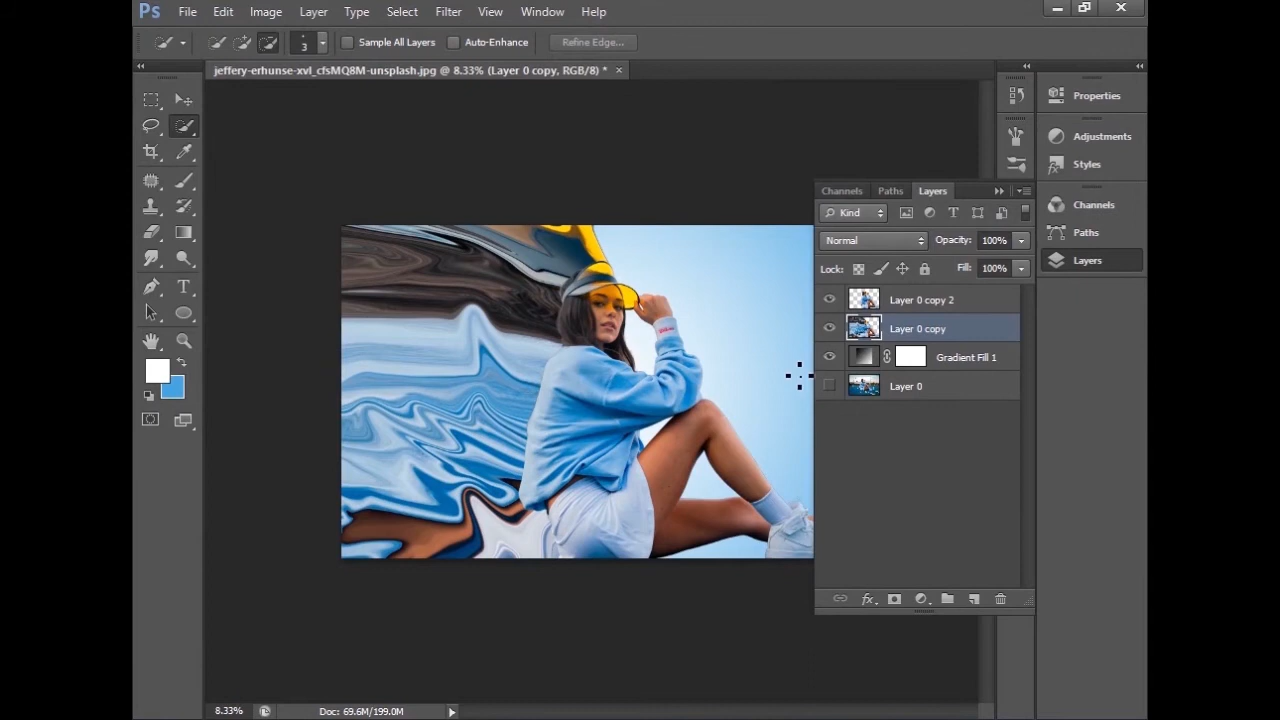 Ps File Edit Image Layer Type Select Filter View Window Help
3 Sample All Layers Auto-Enhance Refine Edge...
jeffery-erhunse-xvl_cfsMQ8M-unsplash.jpg @ 8.33% (Layer 0 copy, RGB/8) *
Properties
Adjustments
Styles
Channels
Paths
Layers
Channels Paths Layers
Kind
Normal Opacity: 100%
Lock: Fill: 100%
Layer 0 copy 2
Layer 0 copy
Gradient Fill 1
Layer 0
fx
8.33% Doc: 69.6M/199.0M